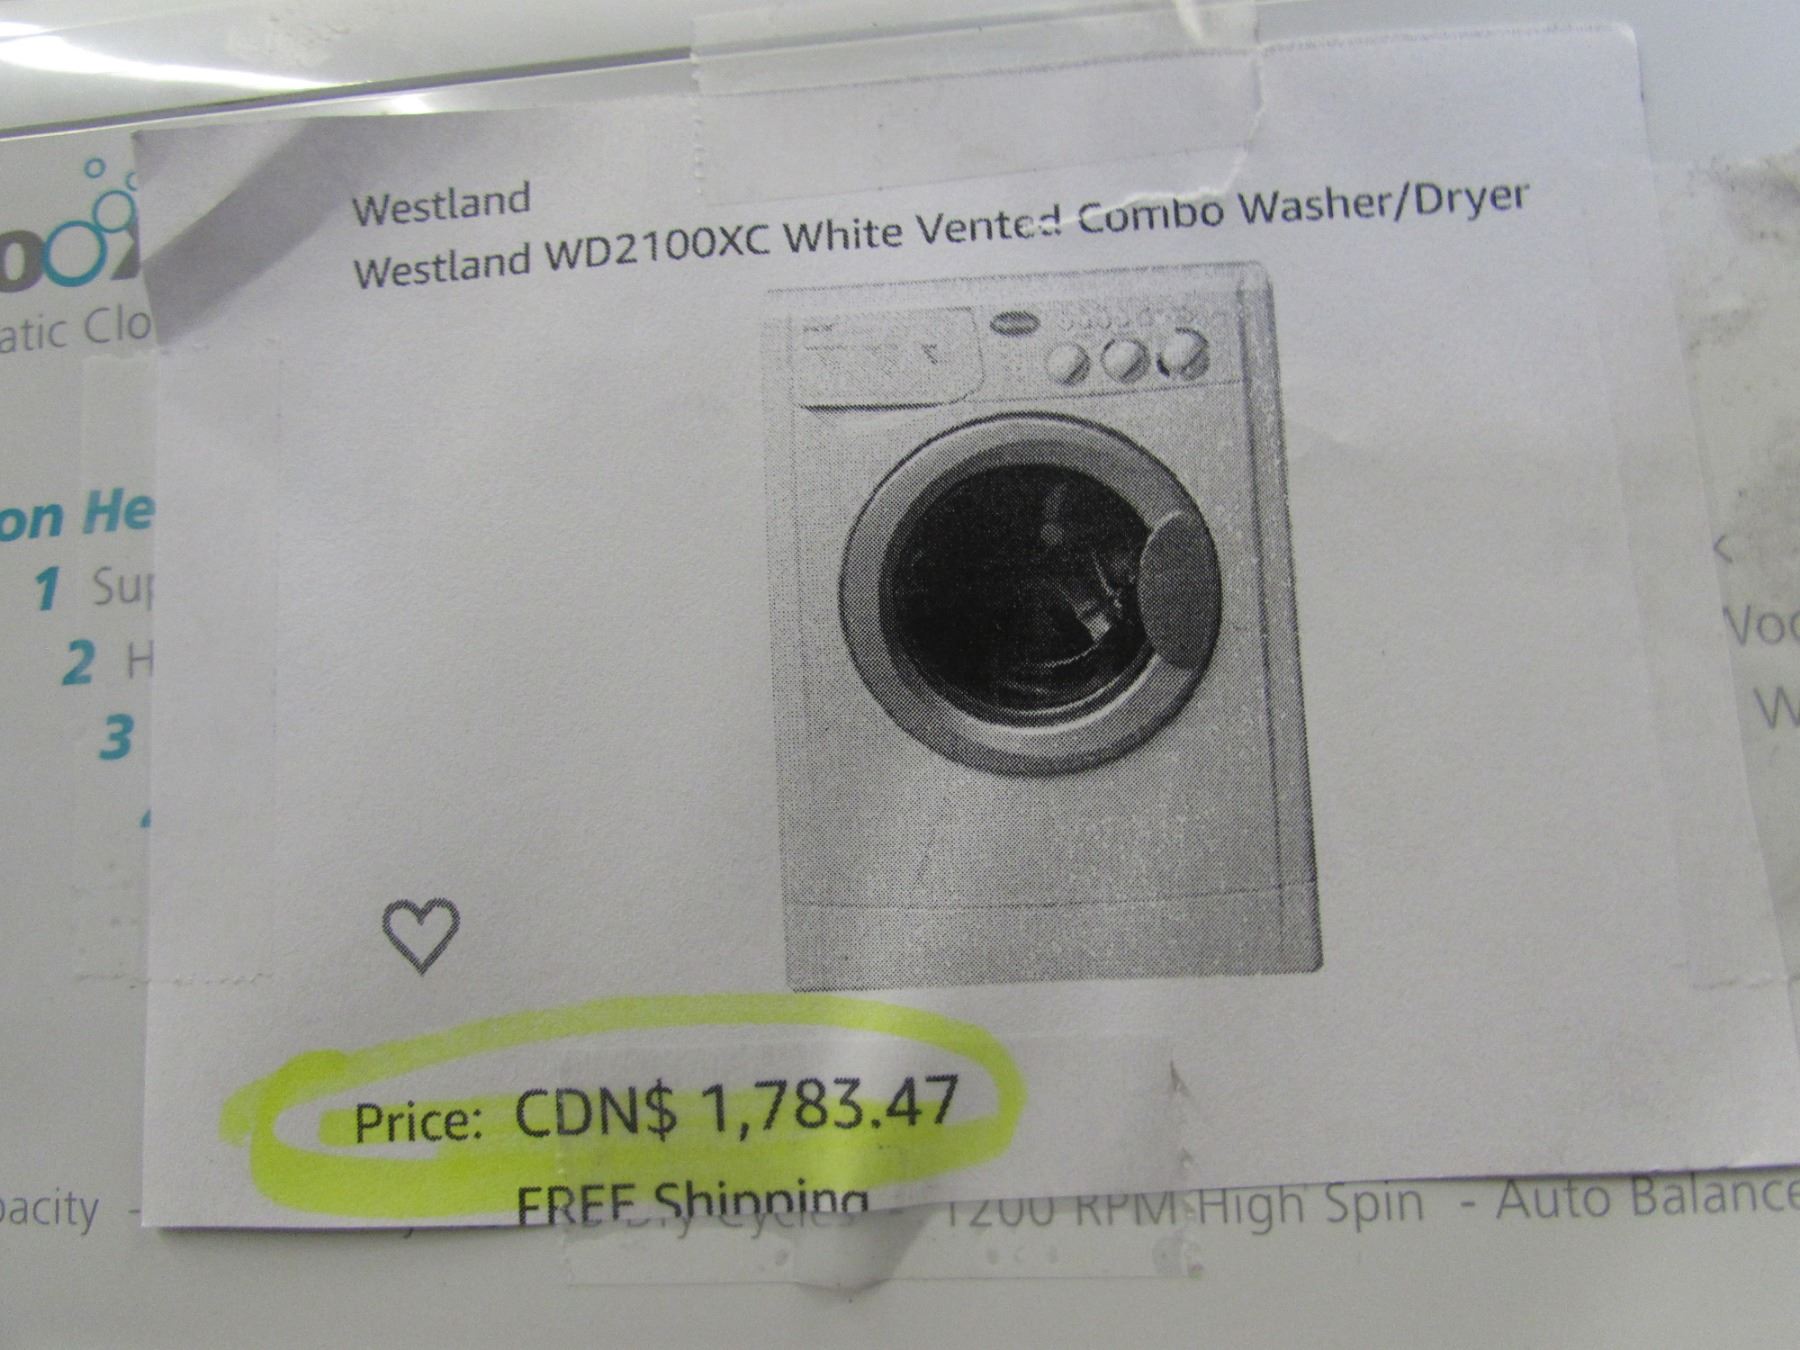 Westland
Westland WD2100XC White Vented Combo Washer/Dryer
atic Clo
on He
1 Sup
2 H
3
Price: CDN$ 1,783.47
FREE Shipping
pacity - 1200 RPM High Spin - Auto Balance